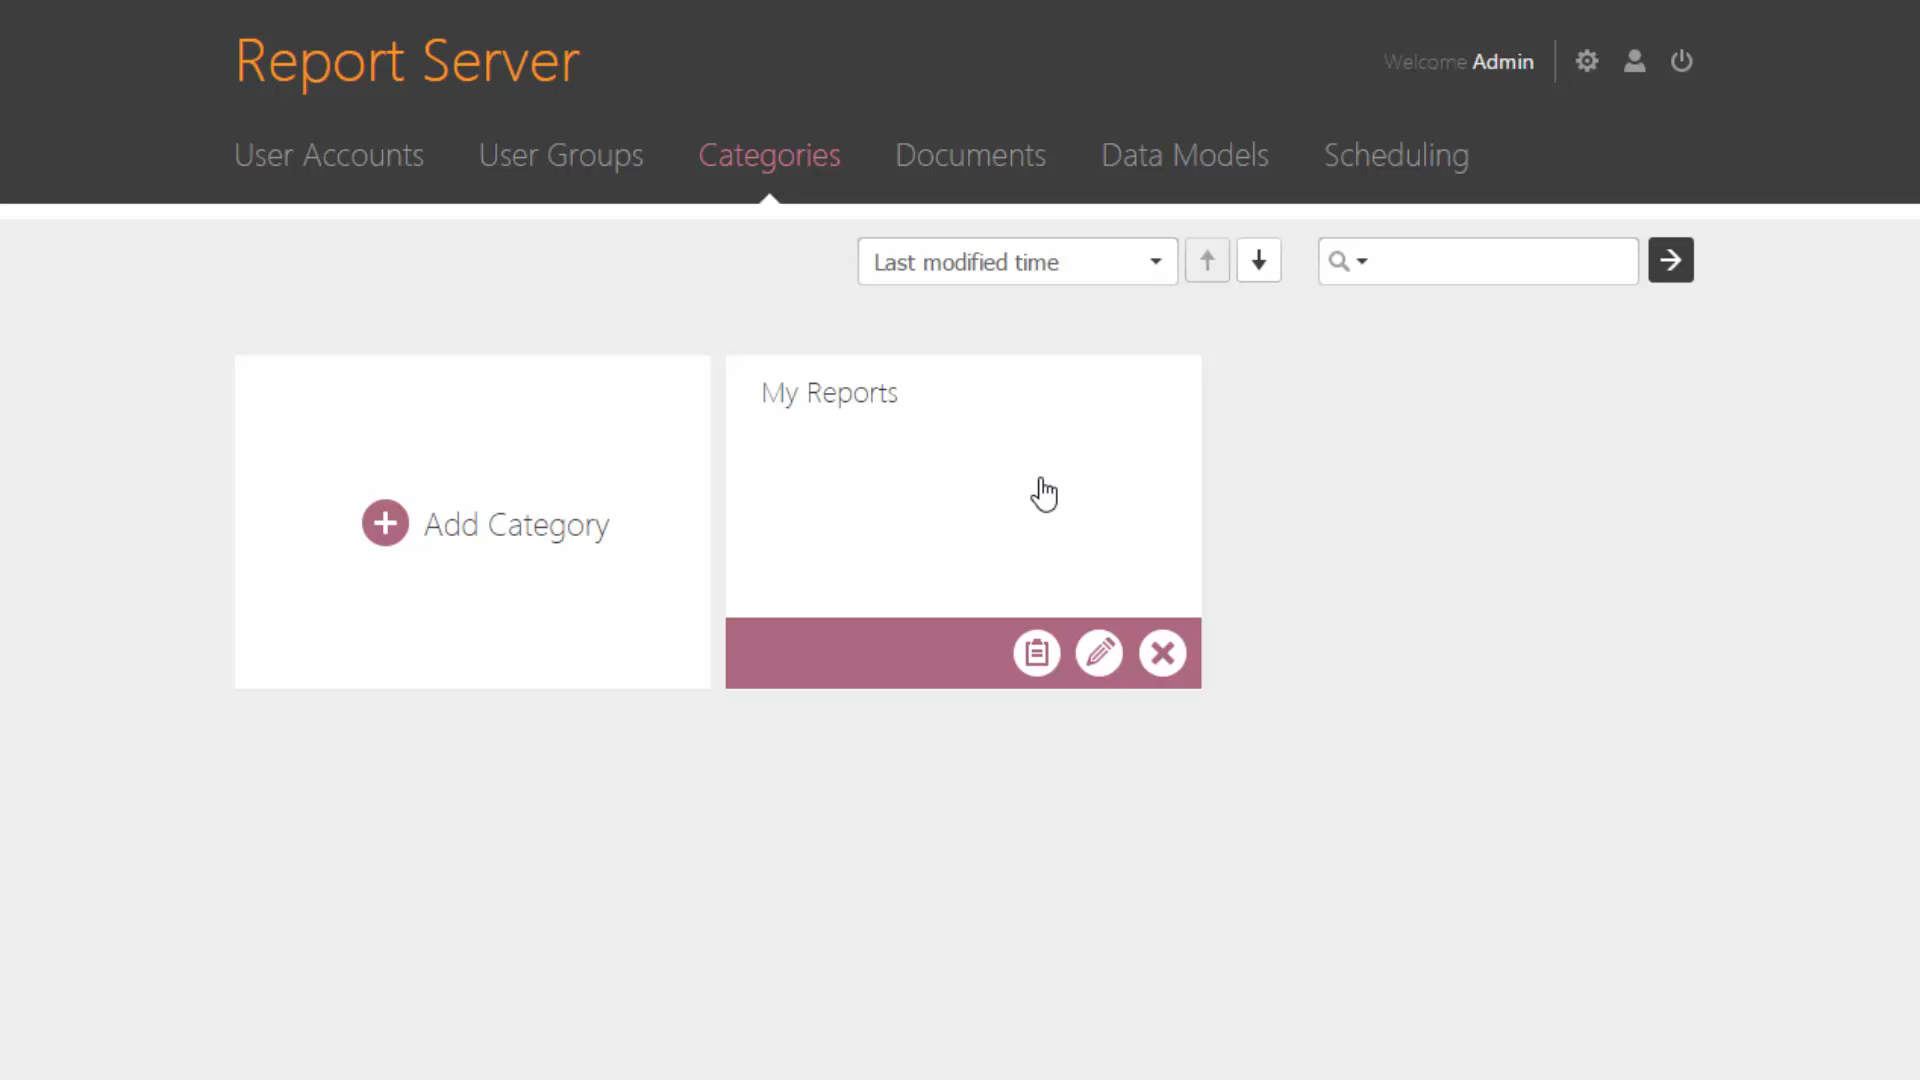 Report Server
Welcome Admin
User Accounts User Groups Categories Documents Data Models Scheduling
Last modified time
My Reports
Add Category